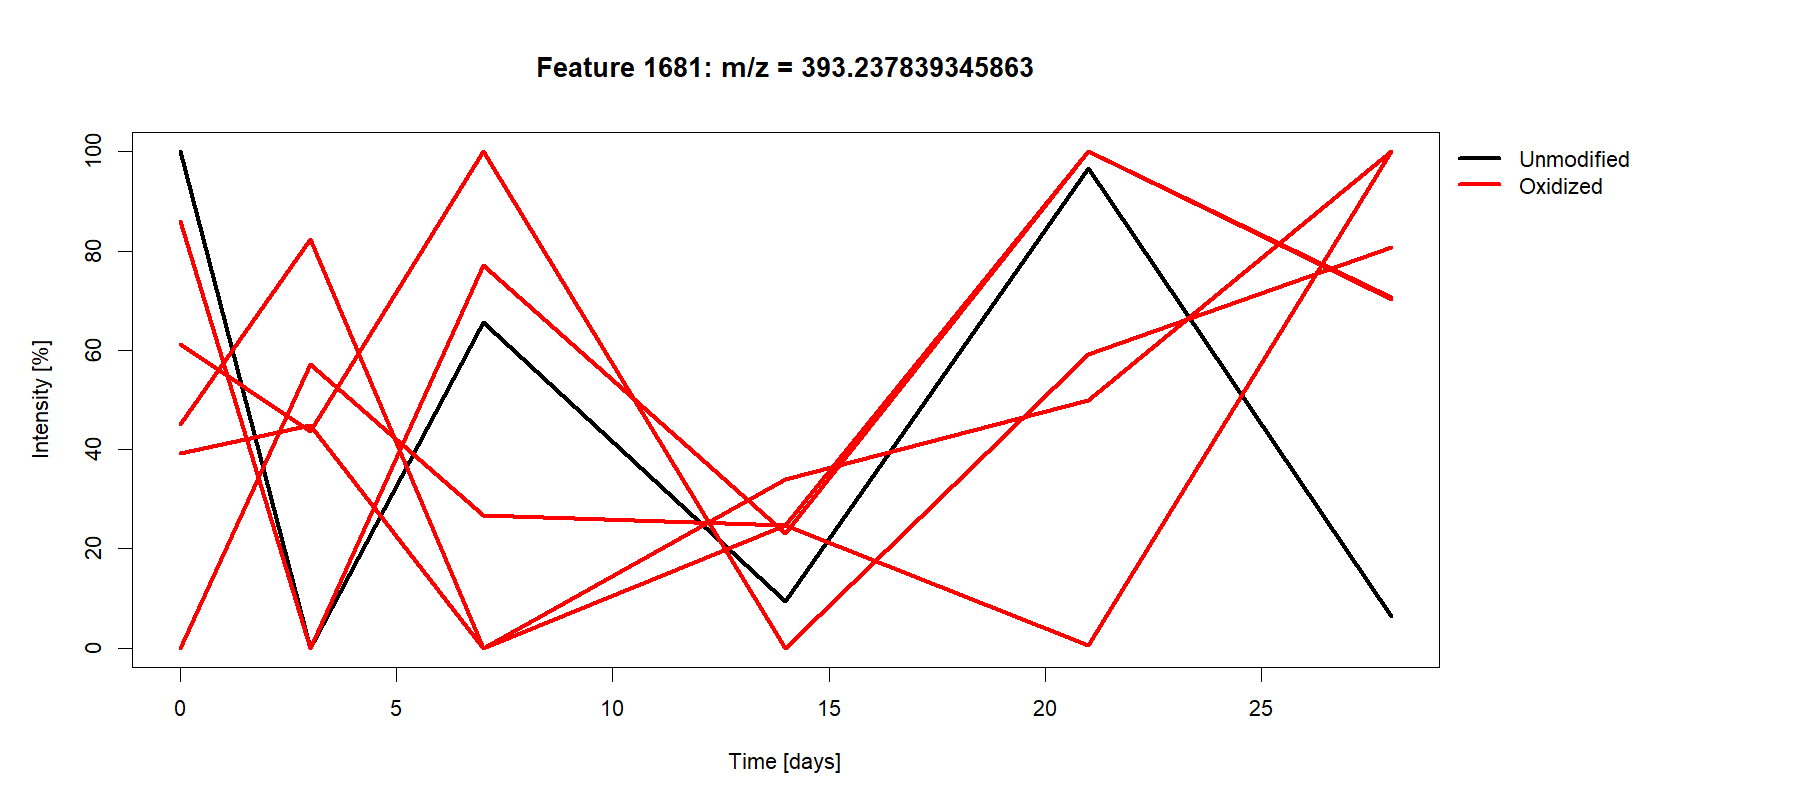 Feature 1681: m/z = 393.237839345863
Unmodified
Oxidized
Intensity [%]
100
80
60
40
20
0
0 5 10 15 20 25
Time [days]